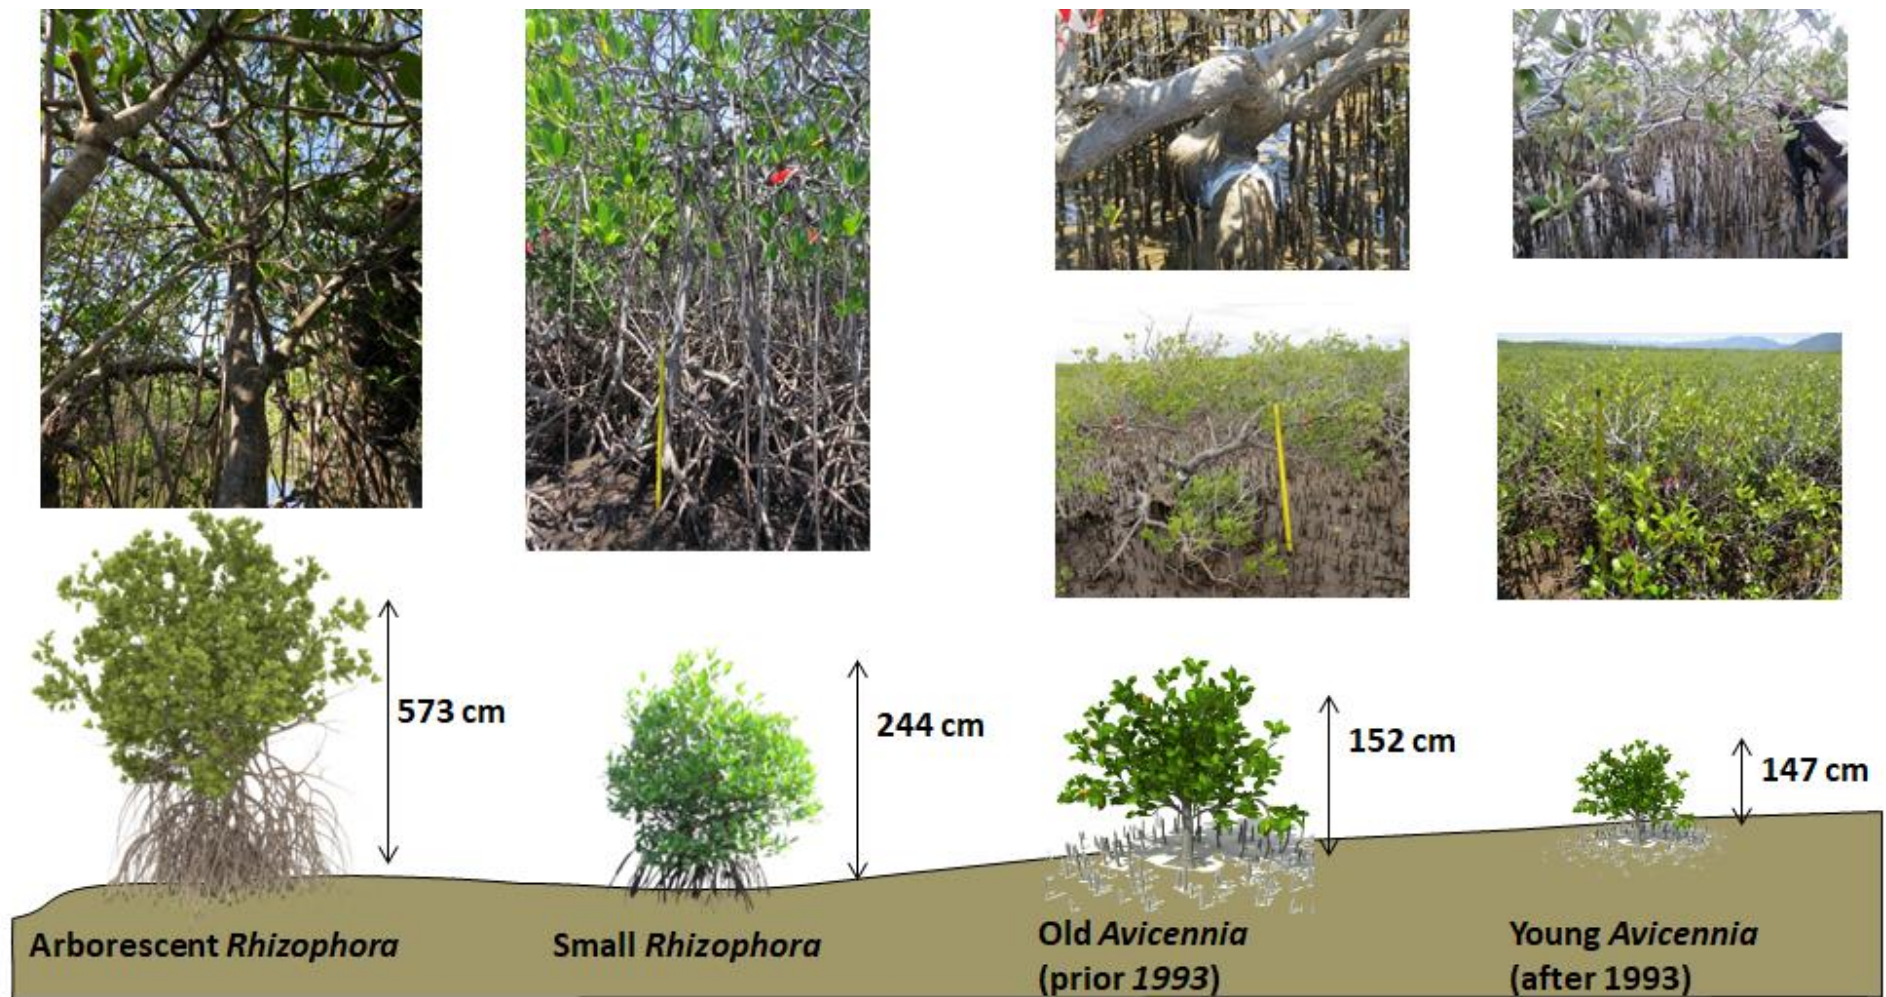 573 cm
244 cm
152 cm
147 cm
Arborescent Rhizophora
Small Rhizophora
Old Avicennia
(prior 1993)
Young Avicennia
(after 1993)